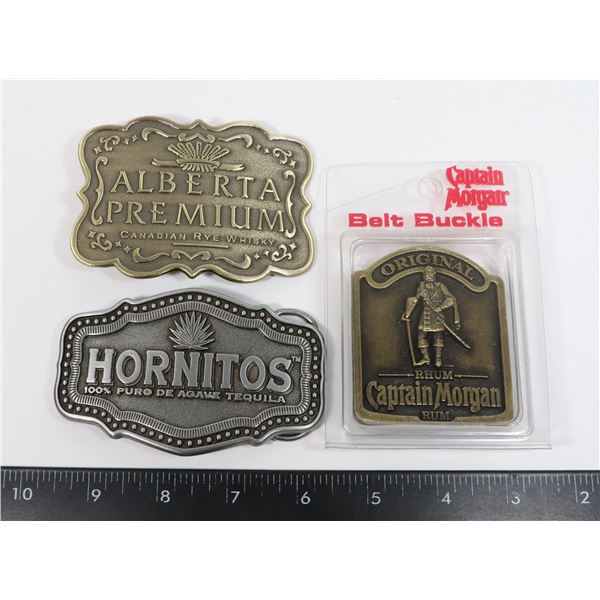 ALBERTA
PREMIUM
CANADIAN RYE WHISKY
HORNITOS™
100% PURO DE AGAVE TEQUILA
Captain
Morgan
Belt Buckle
ORIGINAL
RHUM
Captain Morgan
RUM
10 9 8 7 6 5 4 3 2